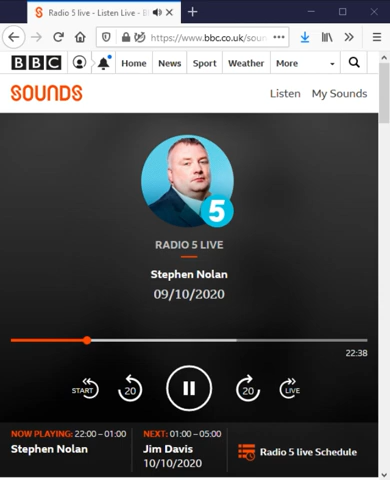 Radio 5 live - Listen Live - B
https://www.bbc.co.uk/soun
BBC
Home
News
Sport
Weather
More
SOUNDS
Listen
My Sounds
5
RADIO 5 LIVE
Stephen Nolan
09/10/2020
22:38
START
20
20
LIVE
NOW PLAYING: 22:00 – 01:00
Stephen Nolan
NEXT: 01:00 – 05:00
Jim Davis
10/10/2020
Radio 5 live Schedule